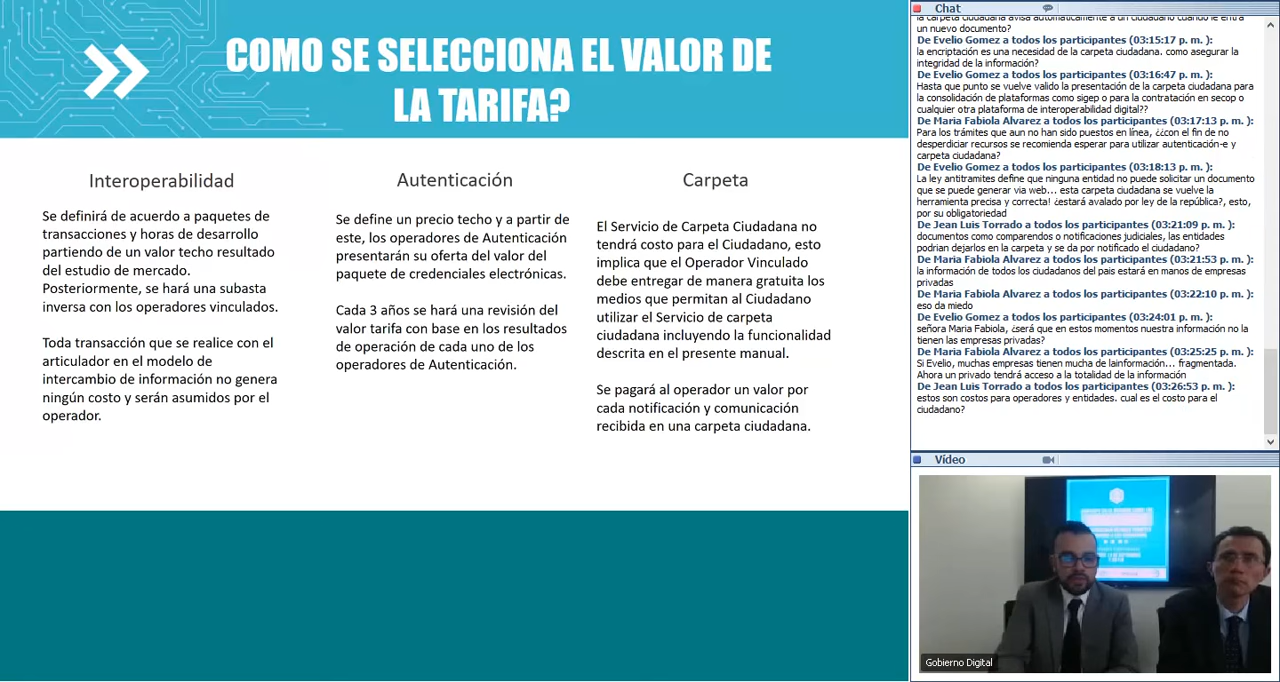 COMO SE SELECCIONA EL VALOR DE
LA TARIFA?
Interoperabilidad
Se definirá de acuerdo a paquetes de
transacciones y horas de desarrollo
partiendo de un valor techo resultado
del estudio de mercado.
Posteriormente, se hará una subasta
inversa con los operadores vinculados.
Toda transacción que se realice con el
articulador en el modelo de
intercambio de información no genera
ningún costo y serán asumidos por el
operador.
Autenticación
Se define un precio techo y a partir de
este, los operadores de Autenticación
presentarán su oferta del valor del
paquete de credenciales electrónicas.
Cada 3 años se hará una revisión del
valor tarifa con base en los resultados
de operación de cada uno de los
operadores de Autenticación.
Carpeta
El Servicio de Carpeta Ciudadana no
tendrá costo para el Ciudadano, esto
implica que el Operador Vinculado
debe entregar de manera gratuita los
medios que permitan al Ciudadano
utilizar el Servicio de carpeta
ciudadana incluyendo la funcionalidad
descrita en el presente manual.
Se pagará al operador un valor por
cada notificación y comunicación
recibida en una carpeta ciudadana.
Chat
la carpeta ciudadana avisa automaticamente a un ciudadano cuando le entra
un nuevo documento?
De Evelio Gomez a todos los participantes (03:15:17 p. m. ):
la encriptación es una necesidad de la carpeta ciudadana. como asegurar la
integridad de la información?
De Evelio Gomez a todos los participantes (03:16:47 p. m. ):
Hasta que punto se vuelve valido la presentación de la carpeta ciudadana para
la consolidación de plataformas como sigep o para la contratación en secop o
cualquier otra plataforma de interoperabilidad digital??
De Maria Fabiola Alvarez a todos los participantes (03:17:13 p. m. ):
Para los trámites que aun no han sido puestos en línea, ¿¿con el fin de no
desperdiciar recursos se recomienda esperar para utilizar autenticación-e y
carpeta ciudadana?
De Evelio Gomez a todos los participantes (03:18:13 p. m. ):
La ley antitramites define que ninguna entidad no puede solicitar un documento
que se puede generar via web... esta carpeta ciudadana se vuelve la
herramienta precisa y correcta! ¿estará avalado por ley de la república?, esto,
por su obligatoriedad
De Jean Luis Torrado a todos los participantes (03:21:09 p. m. ):
documentos como comparendos o notificaciones judiciales, las entidades
podrian dejarlos en la carpeta y se da por notificado el ciudadano?
De Maria Fabiola Alvarez a todos los participantes (03:21:53 p. m. ):
la información de todos los ciudadanos del pais estará en manos de empresas
privadas
De Maria Fabiola Alvarez a todos los participantes (03:22:10 p. m. ):
eso da miedo
De Evelio Gomez a todos los participantes (03:24:01 p. m. ):
señora Maria Fabiola, ¿será que en estos momentos nuestra información no la
tienen las empresas privadas?
De Maria Fabiola Alvarez a todos los participantes (03:25:25 p. m. ):
Si Evelio, muchas empresas tienen mucha de lainformación... fragmentada.
Ahora un privado tendrá acceso a la totalidad de la información
De Jean Luis Torrado a todos los participantes (03:26:53 p. m. ):
estos son costos para operadores y entidades. cual es el costo para el
ciudadano?
Vídeo
Gobierno Digital